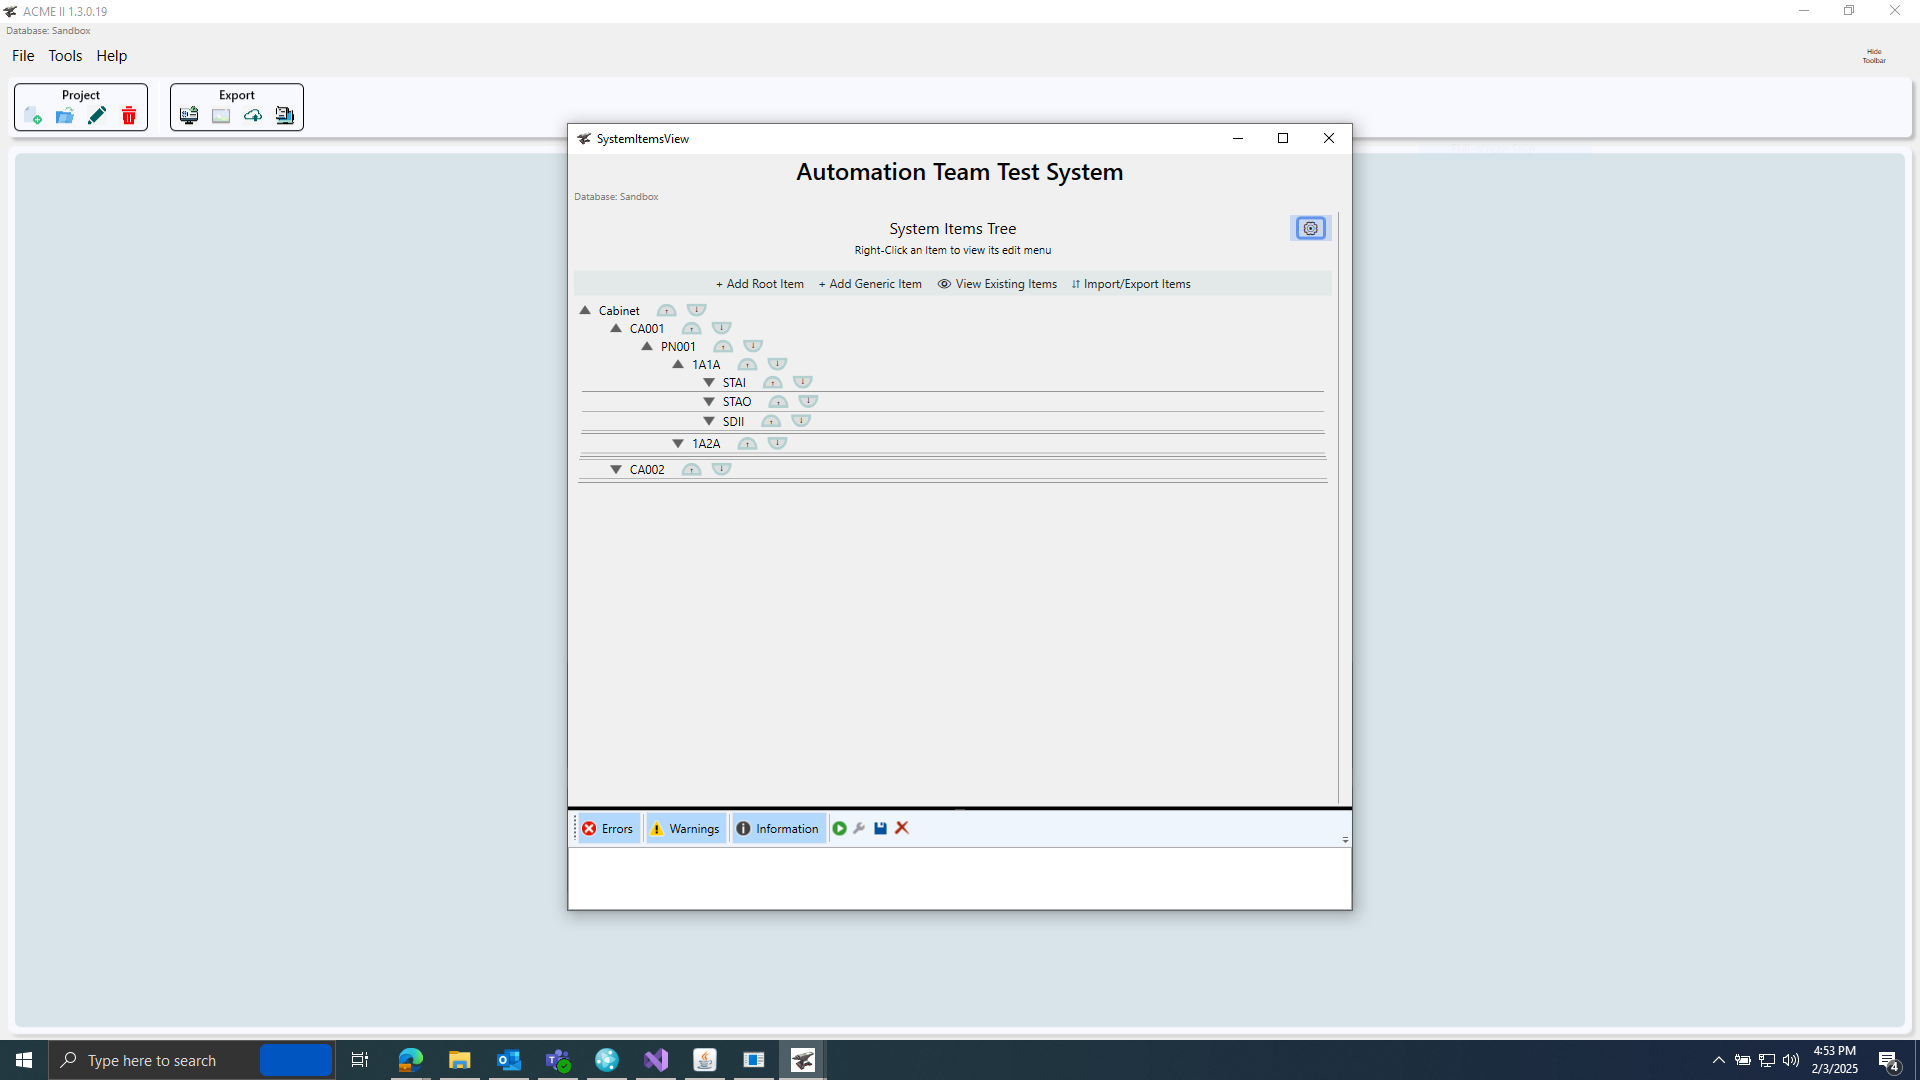 ACME II 1.3.0.19
Database: Sandbox
File Tools Help
Hide
Toolbar
Project
Export
SystemItemsView
Automation Team Test System
Database: Sandbox
System Items Tree
Right-Click an Item to view its edit menu
+ Add Root Item + Add Generic Item View Existing Items Import/Export Items
Cabinet
CA001
PN001
1A1A
STAI
STAO
SDII
1A2A
CA002
Errors Warnings Information
Type here to search
4:53 PM
2/3/2025
4